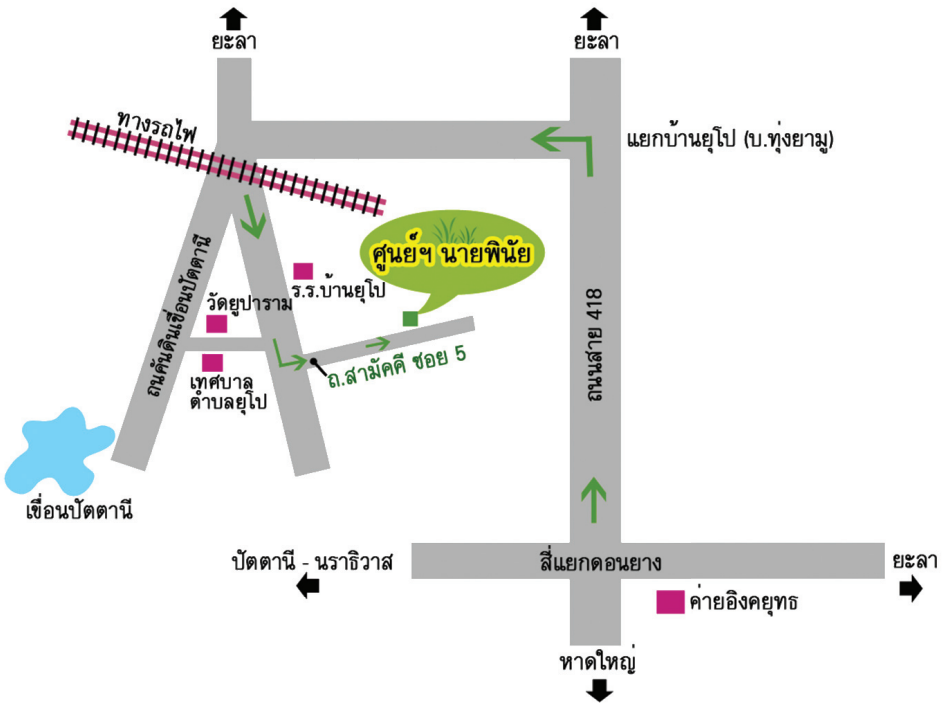 ยะลา
ยะลา
ทางรถไฟ
แยกบ้านยุโป (บ.ทุ่งยามู)
ศูนย์ฯ นายพินัย
ร.ร.บ้านยุโป
ถนนคันดินเขื่อนปัตตานี
วัดยูปาราม
ถนนสาย 418
ถ.สามัคคี ซอย 5
เทศบาล
ตำบลยุโป
เขื่อนปัตตานี
ปัตตานี - นราธิวาส
สี่แยกดอนยาง
ยะลา
ค่ายอิงคยุทธ
หาดใหญ่